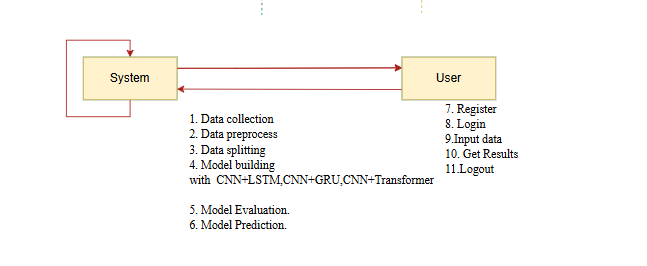 System
User
1. Data collection
2. Data preprocess
3. Data splitting
4. Model building
with CNN+LSTM,CNN+GRU,CNN+Transformer
5. Model Evaluation.
6. Model Prediction.
7. Register
8. Login
9.Input data
10. Get Results
11.Logout